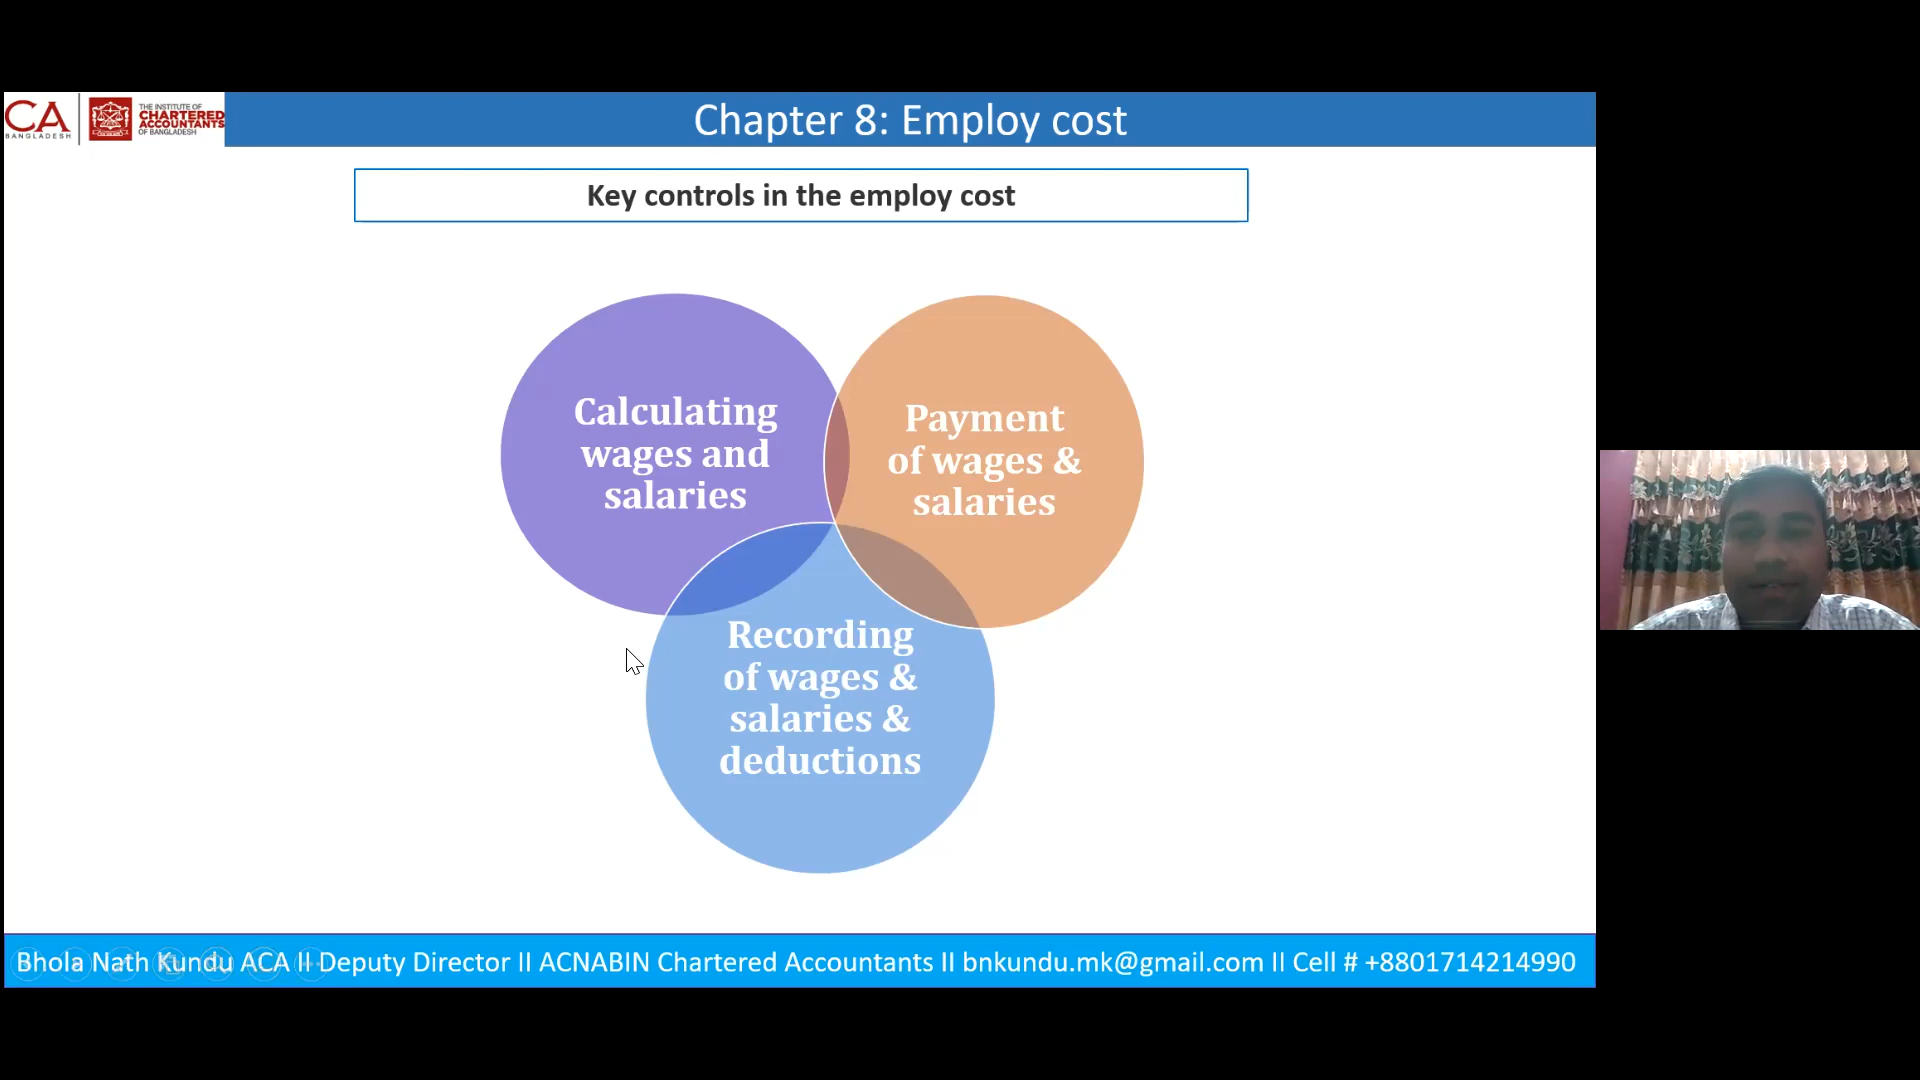 CA
BANGLADESH
THE INSTITUTE OF
CHARTERED
ACCOUNTANTS
OF BANGLADESH
Chapter 8: Employ cost
Key controls in the employ cost
Calculating
wages and
salaries
Payment
of wages &
salaries
Recording
of wages &
salaries &
deductions
Bhola Nath Kundu ACA II Deputy Director II ACNABIN Chartered Accountants II bnkundu.mk@gmail.com II Cell # +8801714214990